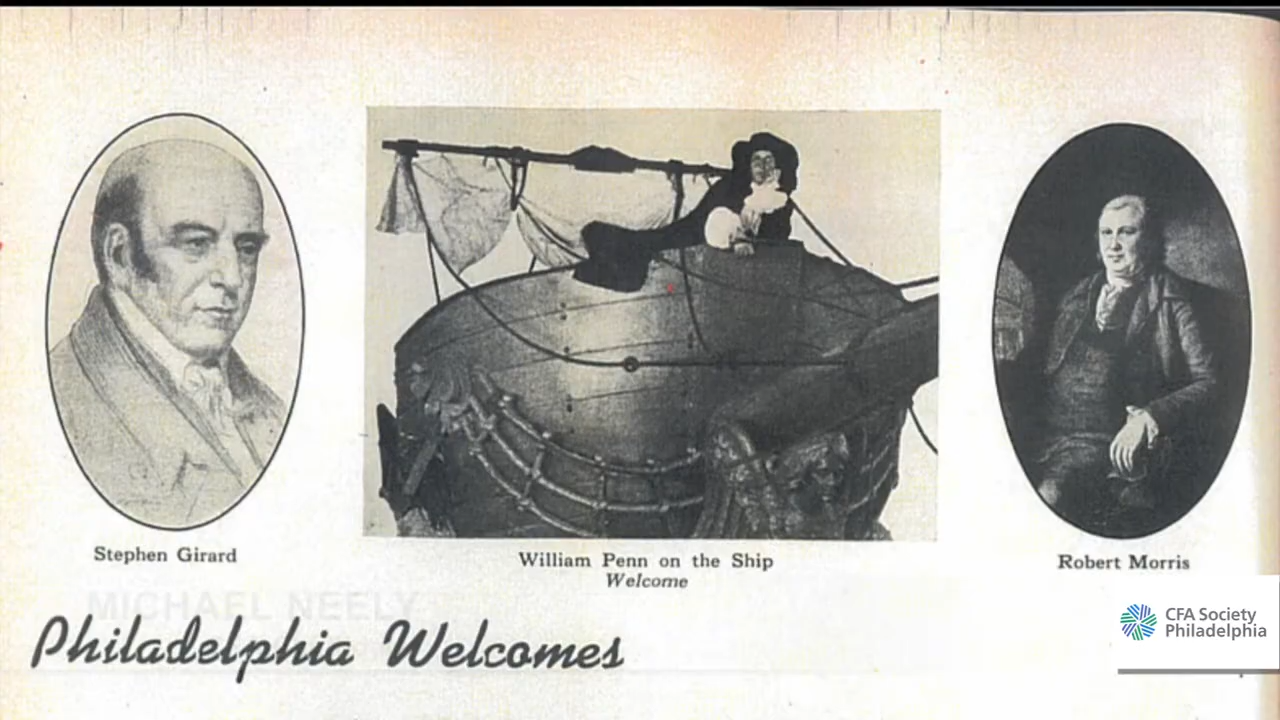 Stephen Girard
William Penn on the Ship
Welcome
Robert Morris
MICHAEL NEELY
Philadelphia Welcomes
CFA Society
Philadelphia